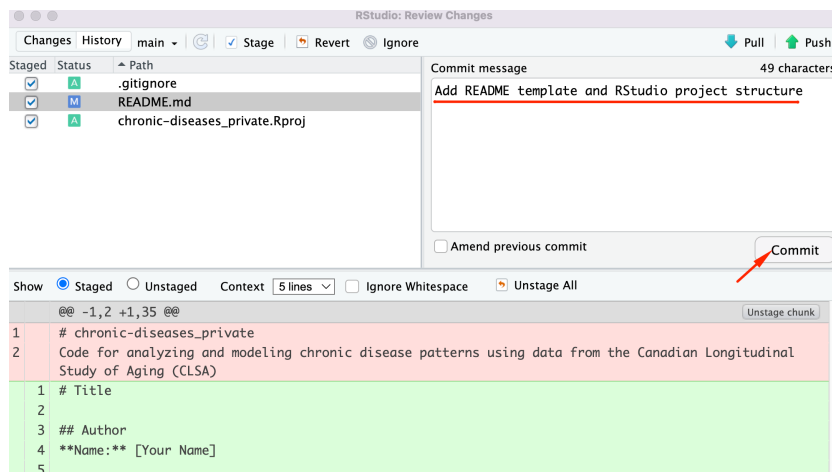 RStudio: Review Changes
Changes History main Stage Revert Ignore Pull Push
Staged Status Path Commit message 49 characters
A .gitignore Add README template and RStudio project structure
M README.md
A chronic-diseases_private.Rproj
Amend previous commit Commit
Show Staged Unstaged Context 5 lines Ignore Whitespace Unstage All
@@ -1,2 +1,35 @@ Unstage chunk
1 # chronic-diseases_private
2 Code for analyzing and modeling chronic disease patterns using data from the Canadian Longitudinal
Study of Aging (CLSA)
1 # Title
2
3 ## Author
4 **Name:** [Your Name]
5